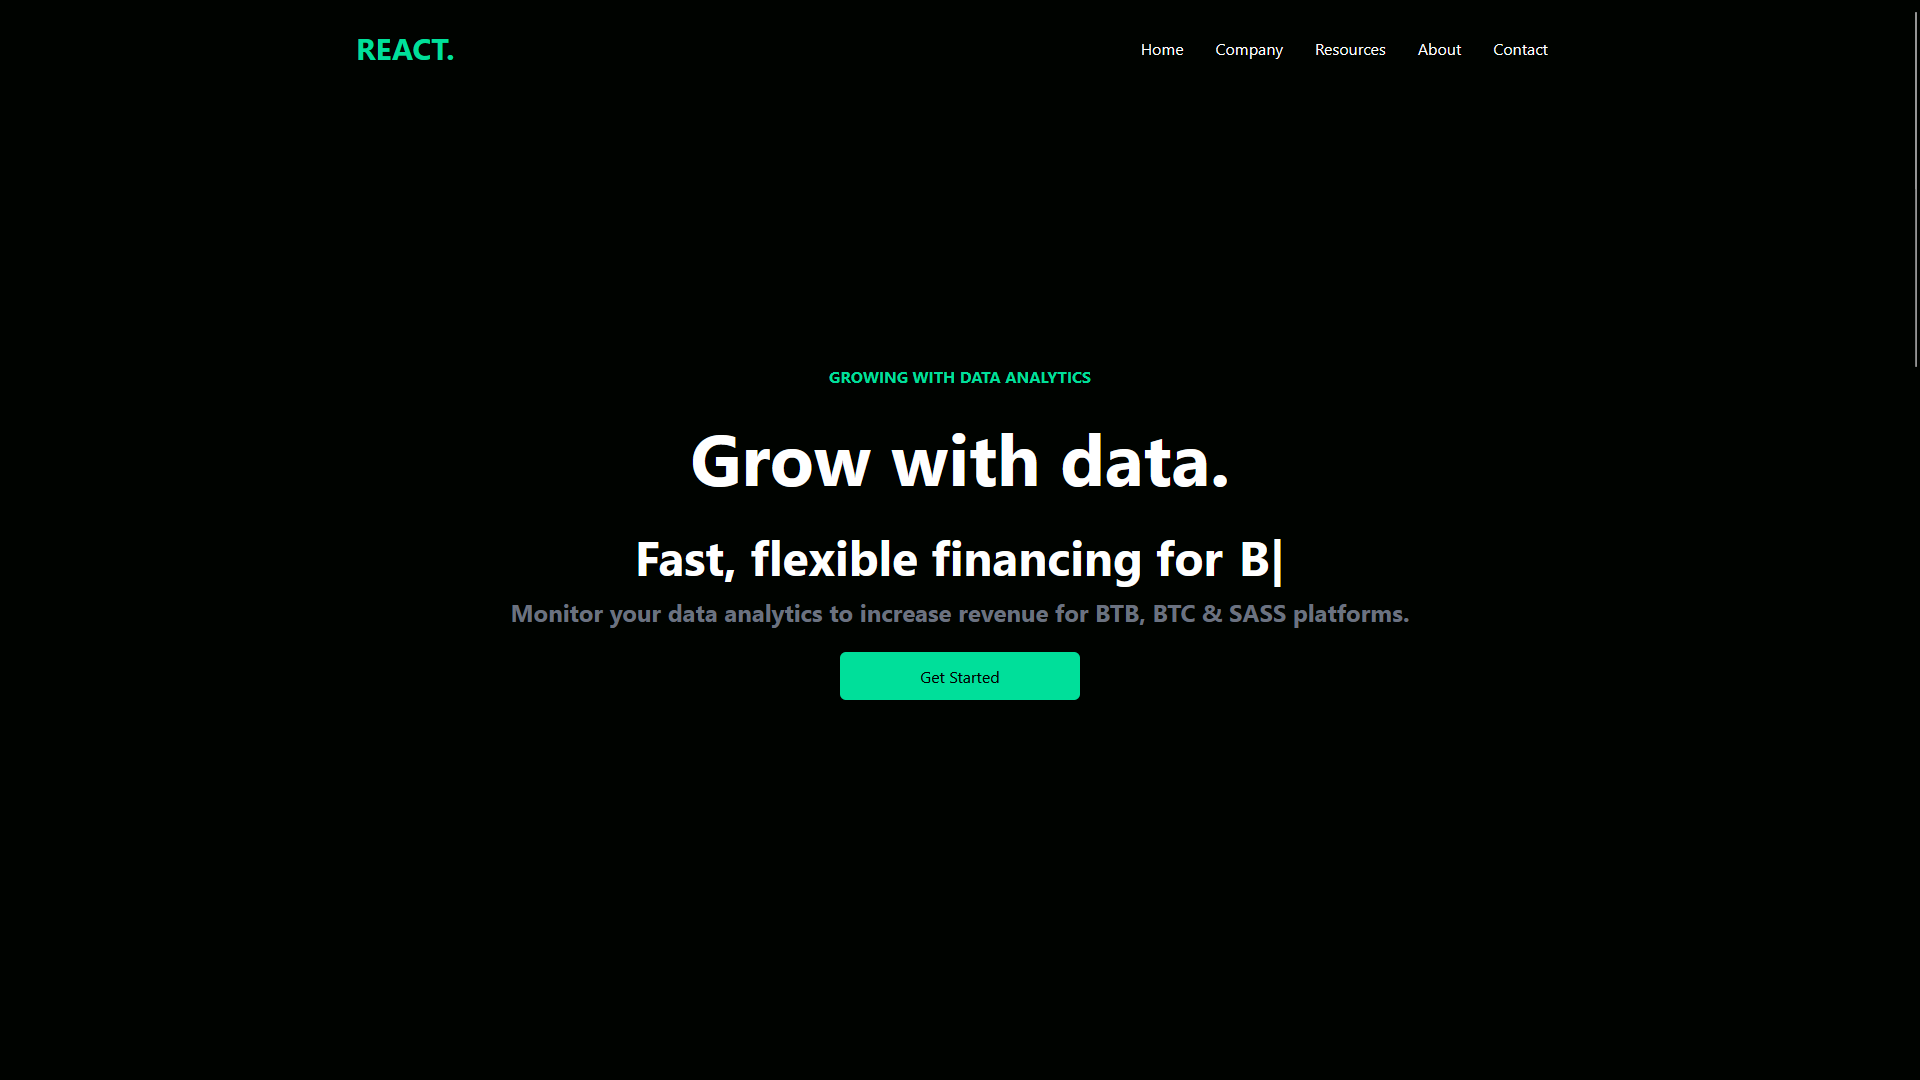 REACT.
Home Company Resources About Contact
GROWING WITH DATA ANALYTICS
Grow with data.
Fast, flexible financing for B|
Monitor your data analytics to increase revenue for BTB, BTC & SASS platforms.
Get Started